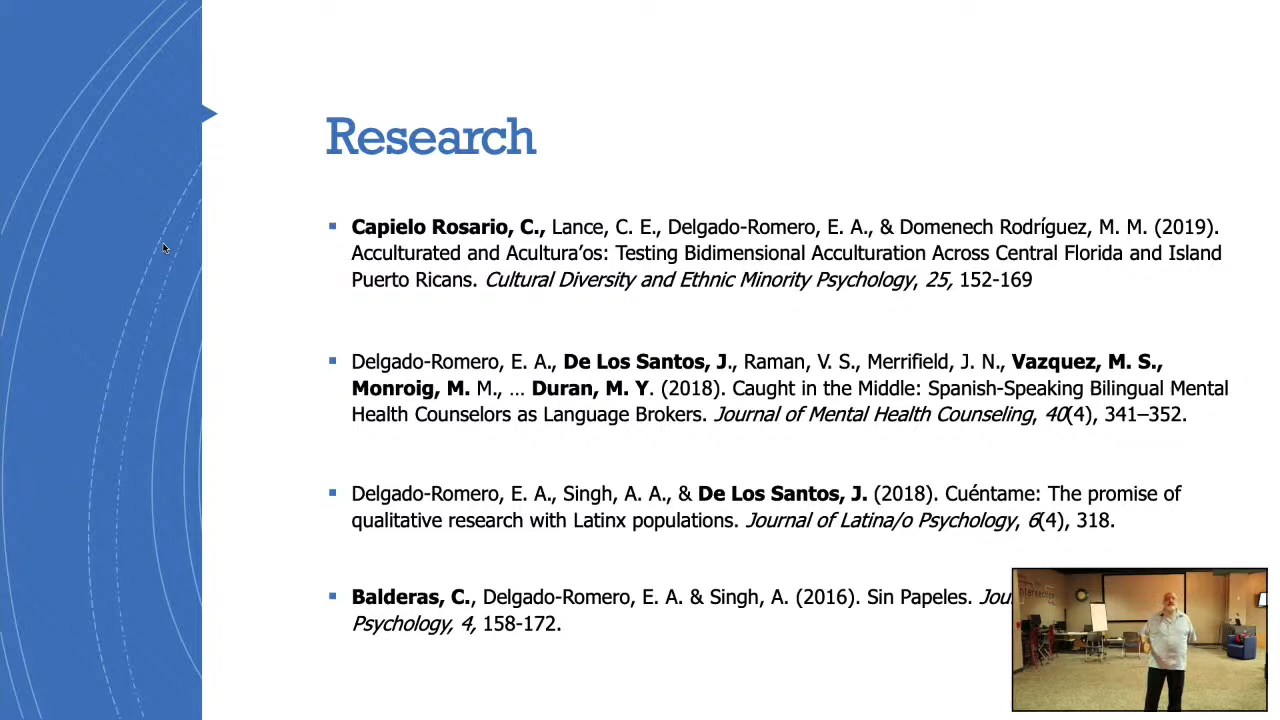 Research
Capielo Rosario, C., Lance, C. E., Delgado-Romero, E. A., & Domenech Rodríguez, M. M. (2019).
Acculturated and Acultura’os: Testing Bidimensional Acculturation Across Central Florida and Island
Puerto Ricans. Cultural Diversity and Ethnic Minority Psychology, 25, 152-169
Delgado-Romero, E. A., De Los Santos, J., Raman, V. S., Merrifield, J. N., Vazquez, M. S.,
Monroig, M. M., … Duran, M. Y. (2018). Caught in the Middle: Spanish-Speaking Bilingual Mental
Health Counselors as Language Brokers. Journal of Mental Health Counseling, 40(4), 341–352.
Delgado-Romero, E. A., Singh, A. A., & De Los Santos, J. (2018). Cuéntame: The promise of
qualitative research with Latinx populations. Journal of Latina/o Psychology, 6(4), 318.
Balderas, C., Delgado-Romero, E. A. & Singh, A. (2016). Sin Papeles.
Psychology, 4, 158-172.